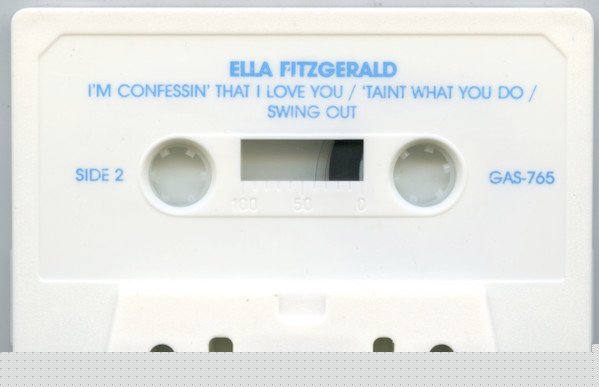 ELLA FITZGERALD
I'M CONFESSIN' THAT I LOVE YOU / 'TAINT WHAT YOU DO /
SWING OUT
SIDE 2
GAS-765
100 50 0